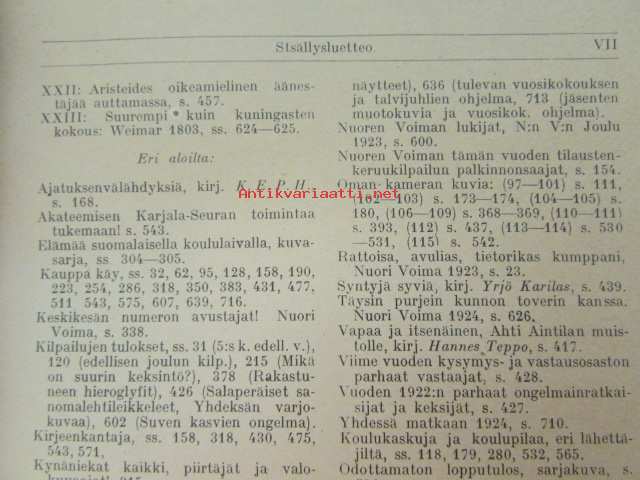 Stsällysluetteo VII
XXII: Aristeides oikeamielinen äänes-
täjää auttamassa, s. 457.
XXIII: Suurempi kuin kuningasten
kokous: Weimar 1803, ss. 624—625.
Eri aloilta:
Ajatuksenvälähdyksiä, kirj. K. E. P. H.
s. 168.
Akateemisen Karjala-Seuran toimintaa
tukemaan! s. 543.
Elämää suomalaisella koululaivalla, kuva-
sarja, ss 304—305.
Kauppa käy, ss. 32, 62, 95, 128, 158, 190,
223, 254, 286, 318, 350, 383, 431, 477,
511 543, 575, 607, 639, 716.
Keskikesän numeron avustajat! Nuori
Voima, s. 338.
Kilpailujen tulokset, ss. 31 (5:s k. edell. v.),
120 (edellisen joulun kilp.), 215 (Mikä
on suurin keksintö?), 378 (Rakastu-
neen hieroglyfit), 426 (Salaperäiset sa-
nomalehtileikkeleet, Yhdeksän varjo-
kuvaa), 602 (Suven kasvien ongelma).
Kirjeenkantaja, ss. 158, 318, 430, 475,
543, 571,
Kynäniekat kaikki, piirtäjät ja valo-
näytteet), 636 (tulevan vuosikokouksen
ja talvijuhlien ohjelma, 713 (jäsenten
muotokuvia ja vuosikok. ohjelma).
Nuoren Voiman lukijat, N:n V:n Joulu
1923, s. 600.
Nuoren Voiman tämän vuoden tilausten-
keruukilpailun palkinnonsaajat, s. 154.
Oman kameran kuvia: (97—101) s. 111,
(102—103) s. 173—174, (104—105) s.
180, (106—109) s. 368—369, (110—111)
s. 393, (112) s. 437, (113—114) s. 530
—531, (115) s. 542.
Rattoisa, avulias, tietorikas kumppani,
Nuori Voima 1923, s. 23.
Syntyjä syviä, kirj. Yrjö Karilas, s. 439.
Täysin purjein kunnon toverin kanssa.
Nuori Voima 1924, s. 626.
Vapaa ja itsenäinen, Ahti Aintilan muis-
tolle, kirj. Hannes Teppo, s. 417.
Viime vuoden kysymys- ja vastausosaston
parhaat vastaajat, s. 428.
Vuoden 1922:n parhaat ongelmainratkai-
sijat ja keksijät, s. 427.
Yhdessä matkaan 1924, s. 710.
Koulukaskuja ja koulupilaa, eri lähettä-
jiltä, ss. 118, 179, 280, 532, 565.
Odottamaton lopputulos, sarjakuva, s.
Antikvariaatti.net